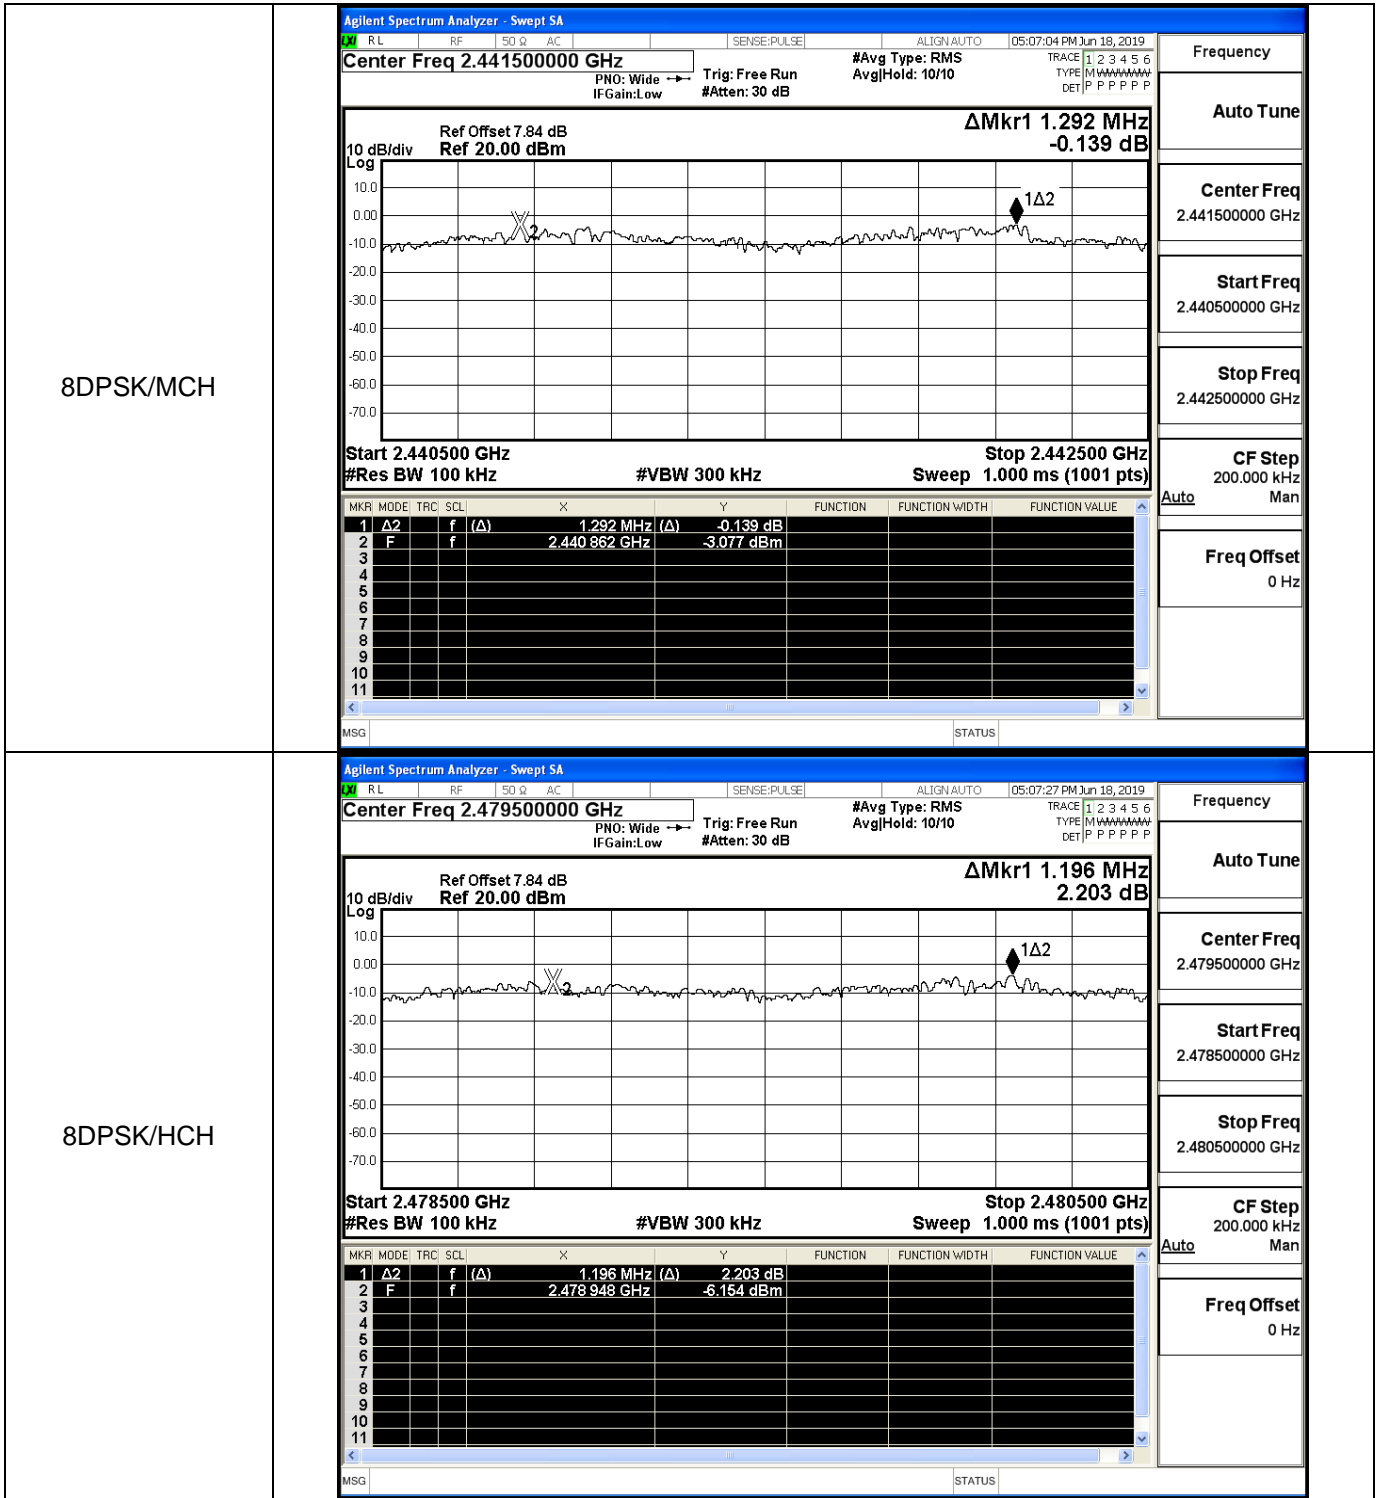 8DPSK/MCH
Agilent Spectrum Analyzer - Swept SA
LXI RL RF 50 Ω AC SENSE:PULSE ALIGN AUTO 05:07:04 PM Jun 18, 2019
Center Freq 2.441500000 GHz
PNO: Wide Trig: Free Run #Avg Type: RMS TRACE 1 2 3 4 5 6
IFGain:Low #Atten: 30 dB Avg|Hold: 10/10 TYPE M WWWWW
DET P P P P P P
ΔMkr1 1.292 MHz
-0.139 dB
Ref Offset 7.84 dB
10 dB/div Ref 20.00 dBm
Log
10.0
0.00
-10.0
-20.0
-30.0
-40.0
-50.0
-60.0
-70.0
2
1Δ2
Start 2.440500 GHz Stop 2.442500 GHz
#Res BW 100 kHz #VBW 300 kHz Sweep 1.000 ms (1001 pts)
MKR MODE TRC SCL X Y FUNCTION FUNCTION WIDTH FUNCTION VALUE
1 Δ2 f (Δ) 1.292 MHz (Δ) -0.139 dB
2 F f 2.440 862 GHz -3.077 dBm
3
4
5
6
7
8
9
10
11
MSG STATUS
Frequency
Auto Tune
Center Freq
2.441500000 GHz
Start Freq
2.440500000 GHz
Stop Freq
2.442500000 GHz
CF Step
200.000 kHz
Auto Man
Freq Offset
0 Hz
8DPSK/HCH
Agilent Spectrum Analyzer - Swept SA
LXI RL RF 50 Ω AC SENSE:PULSE ALIGN AUTO 05:07:27 PM Jun 18, 2019
Center Freq 2.479500000 GHz
PNO: Wide Trig: Free Run #Avg Type: RMS TRACE 1 2 3 4 5 6
IFGain:Low #Atten: 30 dB Avg|Hold: 10/10 TYPE M WWWWW
DET P P P P P P
ΔMkr1 1.196 MHz
2.203 dB
Ref Offset 7.84 dB
10 dB/div Ref 20.00 dBm
Log
10.0
0.00
-10.0
-20.0
-30.0
-40.0
-50.0
-60.0
-70.0
2
1Δ2
Start 2.478500 GHz Stop 2.480500 GHz
#Res BW 100 kHz #VBW 300 kHz Sweep 1.000 ms (1001 pts)
MKR MODE TRC SCL X Y FUNCTION FUNCTION WIDTH FUNCTION VALUE
1 Δ2 f (Δ) 1.196 MHz (Δ) 2.203 dB
2 F f 2.478 948 GHz -6.154 dBm
3
4
5
6
7
8
9
10
11
MSG STATUS
Frequency
Auto Tune
Center Freq
2.479500000 GHz
Start Freq
2.478500000 GHz
Stop Freq
2.480500000 GHz
CF Step
200.000 kHz
Auto Man
Freq Offset
0 Hz